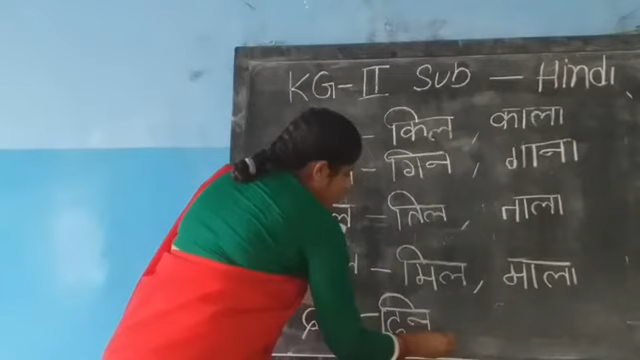 KG-II Sub - Hindi
- किल, काला
- गिन, गाना
ल - तिल, ताला
- मिल, माला
द - दिन